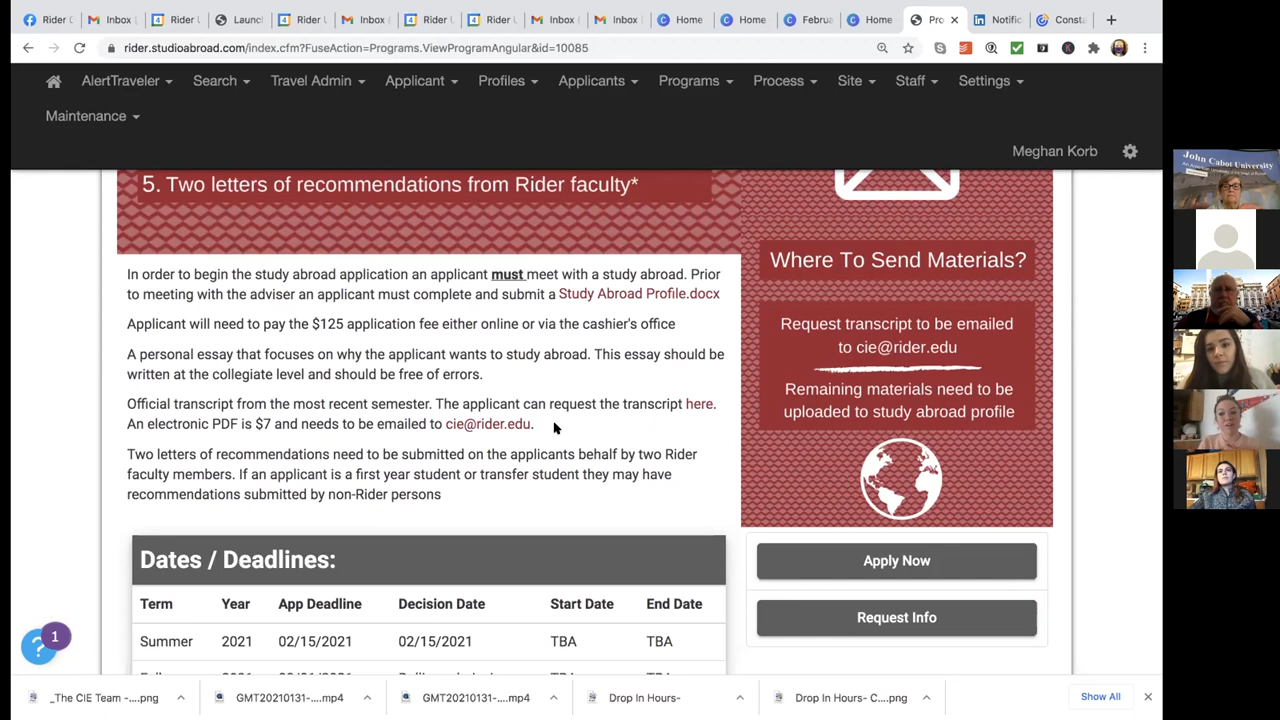 Rider C
Inbox (
Rider U
Launch
Rider U
Inbox (
Rider U
Rider U
Inbox (
Inbox (
Home
Home
Februa
Home
Pro
Notific
Consta
rider.studioabroad.com/index.cfm?FuseAction=Programs.ViewProgramAngular&id=10085
AlertTraveler
Search
Travel Admin
Applicant
Profiles
Applicants
Programs
Process
Site
Staff
Settings
Maintenance
Meghan Korb
5. Two letters of recommendations from Rider faculty*
In order to begin the study abroad application an applicant must meet with a study abroad. Prior
to meeting with the adviser an applicant must complete and submit a Study Abroad Profile.docx
Applicant will need to pay the $125 application fee either online or via the cashier's office
A personal essay that focuses on why the applicant wants to study abroad. This essay should be
written at the collegiate level and should be free of errors.
Official transcript from the most recent semester. The applicant can request the transcript here.
An electronic PDF is $7 and needs to be emailed to cie@rider.edu.
Two letters of recommendations need to be submitted on the applicants behalf by two Rider
faculty members. If an applicant is a first year student or transfer student they may have
recommendations submitted by non-Rider persons
Where To Send Materials?
Request transcript to be emailed
to cie@rider.edu
Remaining materials need to be
uploaded to study abroad profile
Apply Now
Request Info
Dates / Deadlines:
Term Year App Deadline Decision Date Start Date End Date
Summer 2021 02/15/2021 02/15/2021 TBA TBA
?
1
_The CIE Team -....png
GMT20210131-....mp4
GMT20210131-....mp4
Drop In Hours-
Drop In Hours- C....png
Show All
John Cabot University